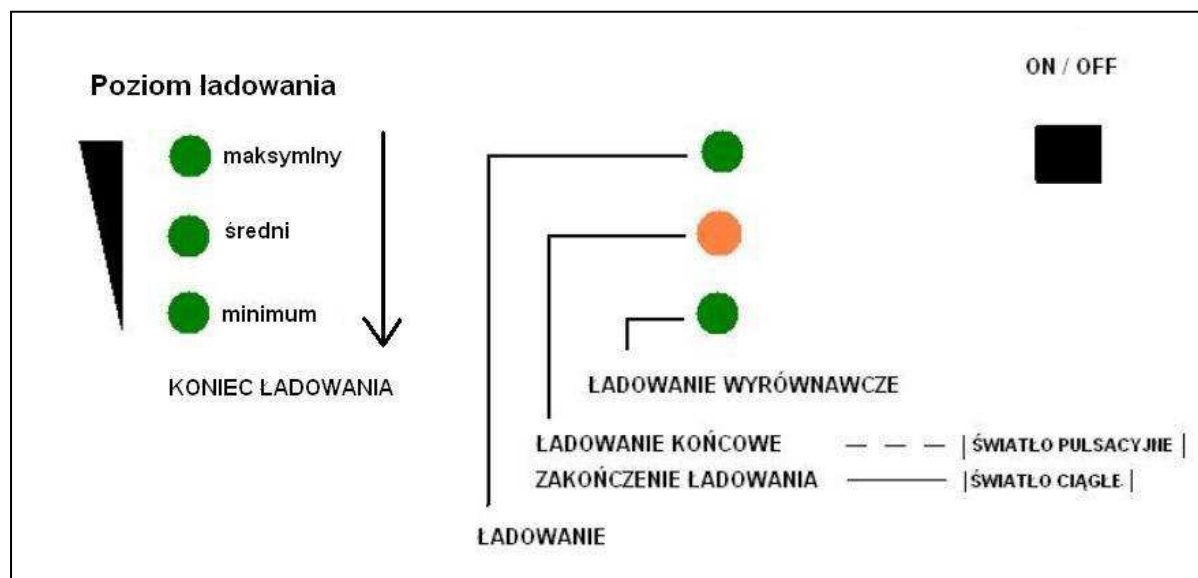 Poziom ładowania
ON / OFF
maksymlny
średni
minimum
KONIEC ŁADOWANIA
ŁADOWANIE WYRÓWNAWCZE
ŁADOWANIE KOŃCOWE — — — | ŚWIATŁO PULSACYJNE |
ZAKOŃCZENIE ŁADOWANIA ——— | ŚWIATŁO CIĄGŁE |
ŁADOWANIE